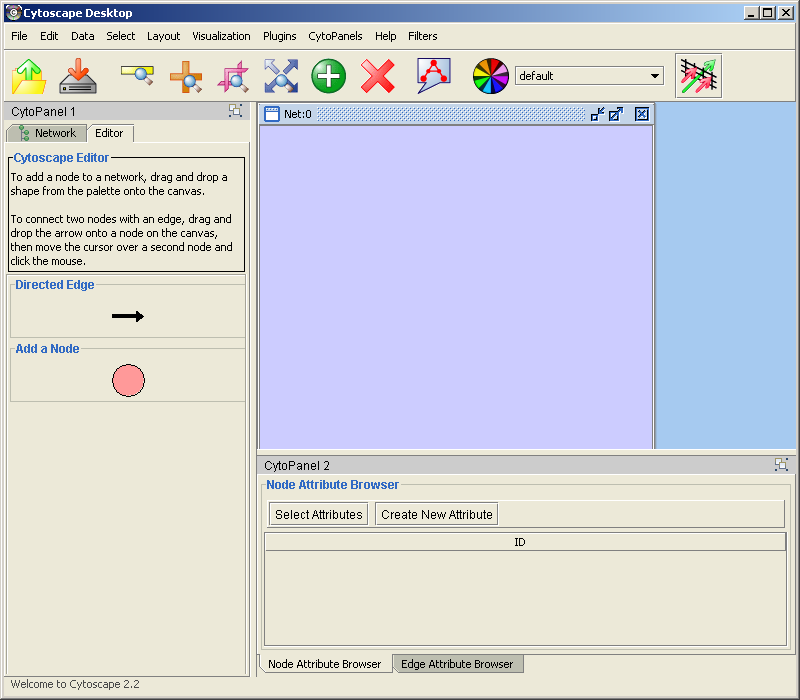 Cytoscape Desktop
File Edit Data Select Layout Visualization Plugins CytoPanels Help Filters
default
CytoPanel 1
Network Editor
Cytoscape Editor
To add a node to a network, drag and drop a
shape from the palette onto the canvas.
To connect two nodes with an edge, drag and
drop the arrow onto a node on the canvas,
then move the cursor over a second node and
click the mouse.
Directed Edge
Add a Node
Net:0
CytoPanel 2
Node Attribute Browser
Select Attributes Create New Attribute
ID
Node Attribute Browser Edge Attribute Browser
Welcome to Cytoscape 2.2